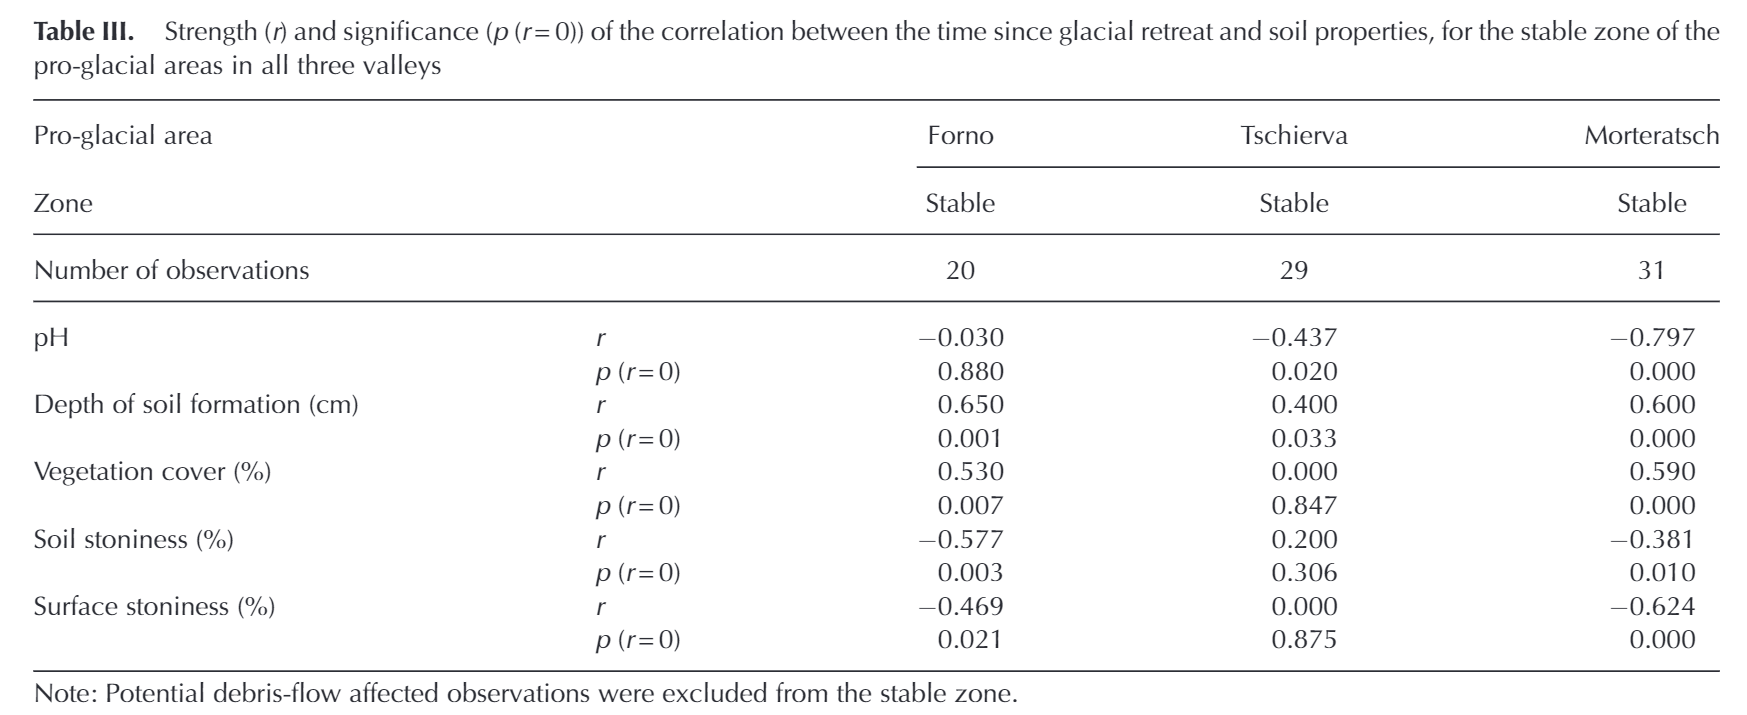 Table III. Strength (r) and significance (p (r = 0)) of the correlation between the time since glacial retreat and soil properties, for the stable zone of the
pro-glacial areas in all three valleys
Pro-glacial area Forno Tschierva Morteratsch
Zone Stable Stable Stable
Number of observations 20 29 31
pH r −0.030 −0.437 −0.797
p (r = 0) 0.880 0.020 0.000
Depth of soil formation (cm) r 0.650 0.400 0.600
p (r = 0) 0.001 0.033 0.000
Vegetation cover (%) r 0.530 0.000 0.590
p (r = 0) 0.007 0.847 0.000
Soil stoniness (%) r −0.577 0.200 −0.381
p (r = 0) 0.003 0.306 0.010
Surface stoniness (%) r −0.469 0.000 −0.624
p (r = 0) 0.021 0.875 0.000
Note: Potential debris-flow affected observations were excluded from the stable zone.